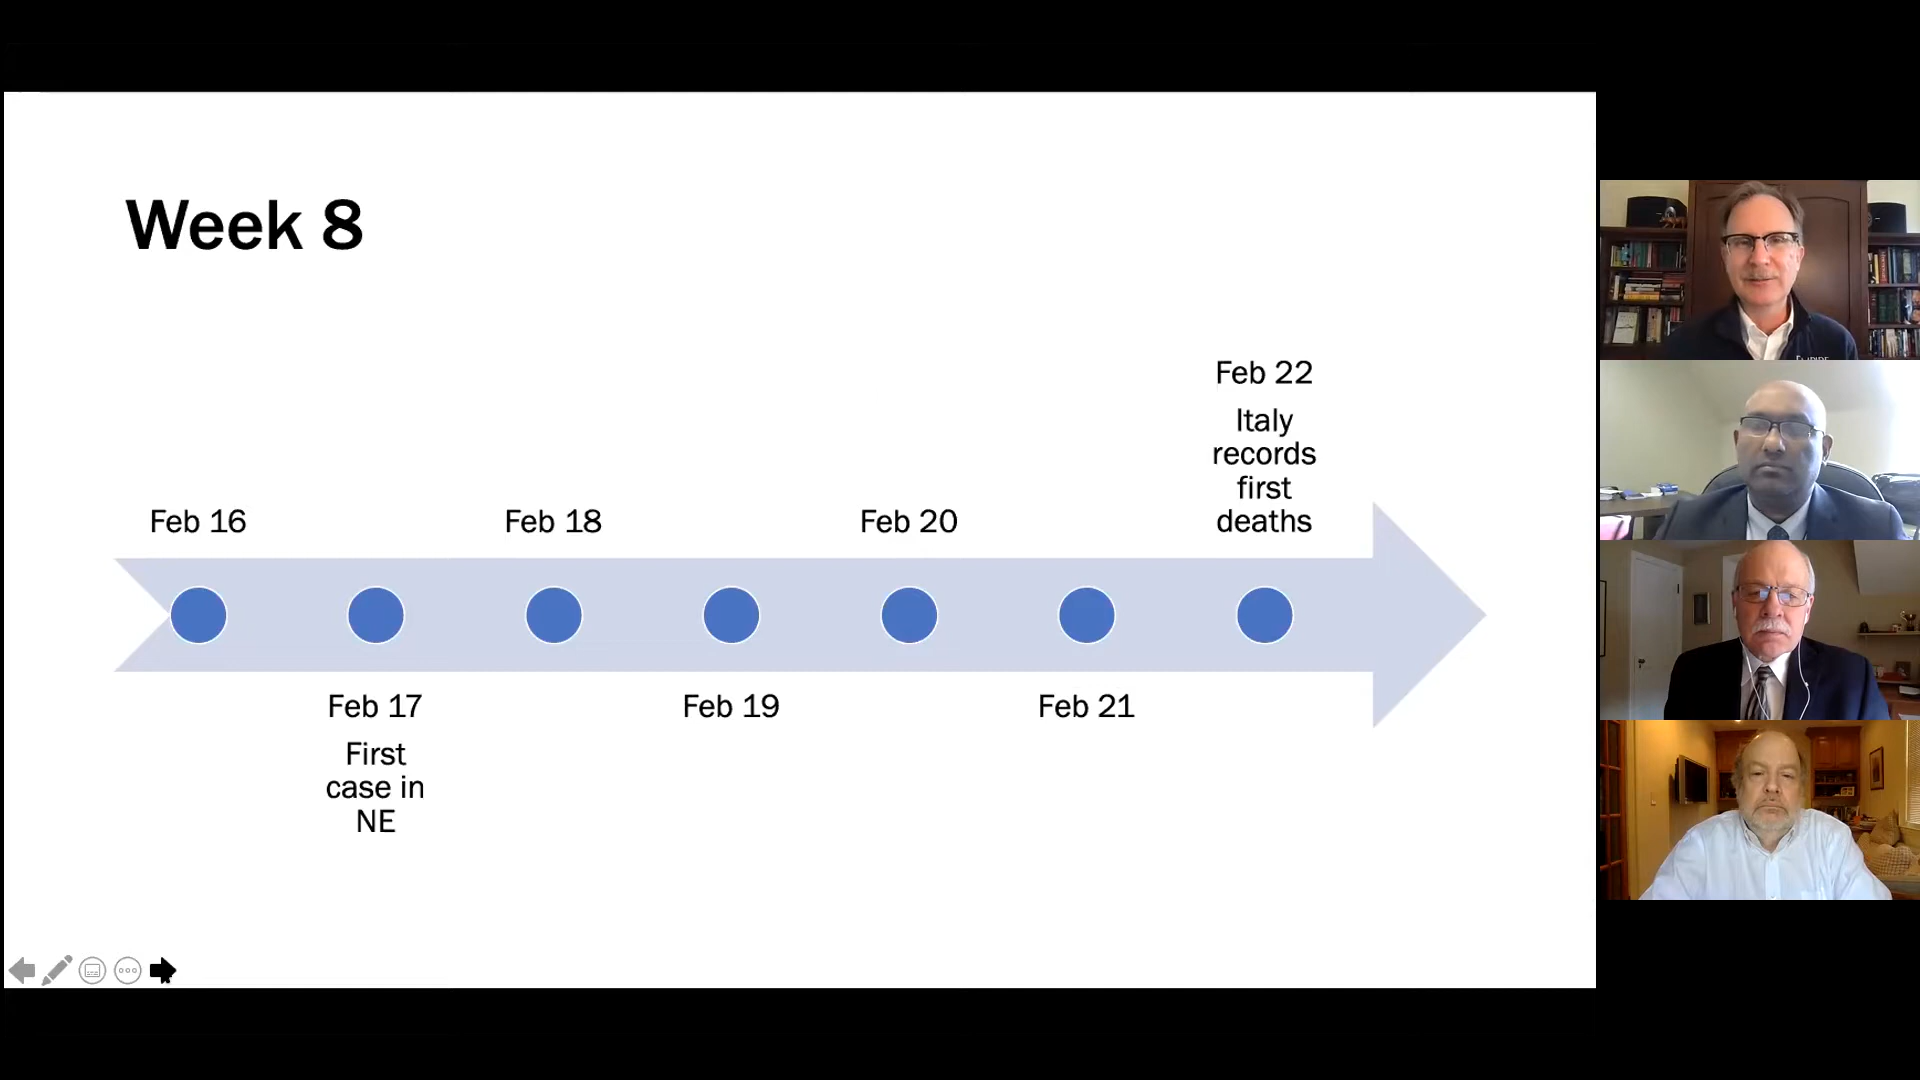 Week 8
Feb 16
Feb 17
First
case in
NE
Feb 18
Feb 19
Feb 20
Feb 21
Feb 22
Italy
records
first
deaths